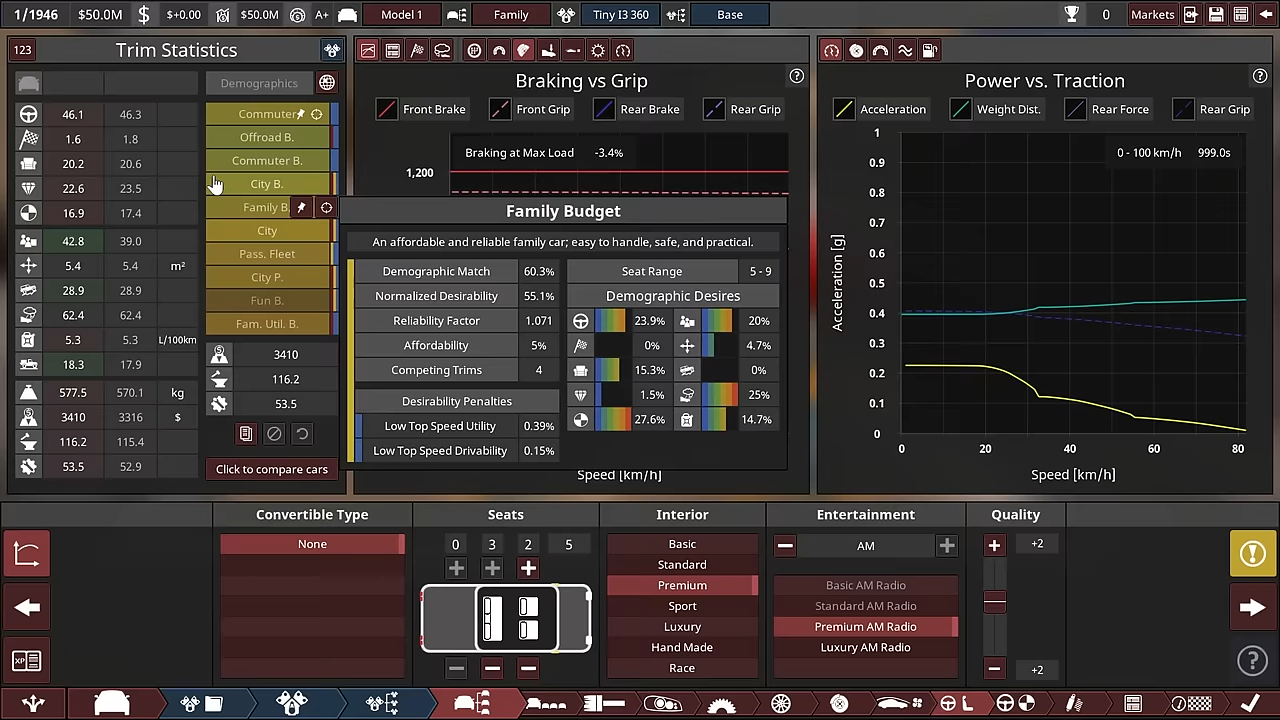 1/1946
$50.0M
$+0.00
$50.0M
A+
Model 1
Family
Tiny I3 360
Base
0
Markets
123
Trim Statistics
Demographics
46.1 46.3
1.6 1.8
20.2 20.6
22.6 23.5
16.9 17.4
42.8 39.0
5.4 5.4 m²
28.9 28.9
62.4 62.4
5.3 5.3 L/100km
18.3 17.9
577.5 570.1 kg
3410 3316 $
116.2 115.4
53.5 52.9
Commuter
Offroad B.
Commuter B.
City B.
Family B.
City
Pass. Fleet
City P.
Fun B.
Fam. Util. B.
3410
116.2
53.5
Click to compare cars
Braking vs Grip
Front Brake
Front Grip
Rear Brake
Rear Grip
Braking at Max Load -3.4%
1,200
Speed [km/h]
Family Budget
An affordable and reliable family car; easy to handle, safe, and practical.
Demographic Match 60.3%
Normalized Desirability 55.1%
Reliability Factor 1.071
Affordability 5%
Competing Trims 4
Desirability Penalties
Low Top Speed Utility 0.39%
Low Top Speed Drivability 0.15%
Seat Range 5 - 9
Demographic Desires
23.9% 20%
0% 4.7%
15.3% 0%
1.5% 25%
27.6% 14.7%
Power vs. Traction
Acceleration
Weight Dist.
Rear Force
Rear Grip
0 - 100 km/h 999.0s
Acceleration [g]
1
0.9
0.8
0.7
0.6
0.5
0.4
0.3
0.2
0.1
0
0 20 40 60 80
Speed [km/h]
Convertible Type
None
Seats
0 3 2 5
Interior
Basic
Standard
Premium
Sport
Luxury
Hand Made
Race
Entertainment
AM
Basic AM Radio
Standard AM Radio
Premium AM Radio
Luxury AM Radio
Quality
+2
+2
XP